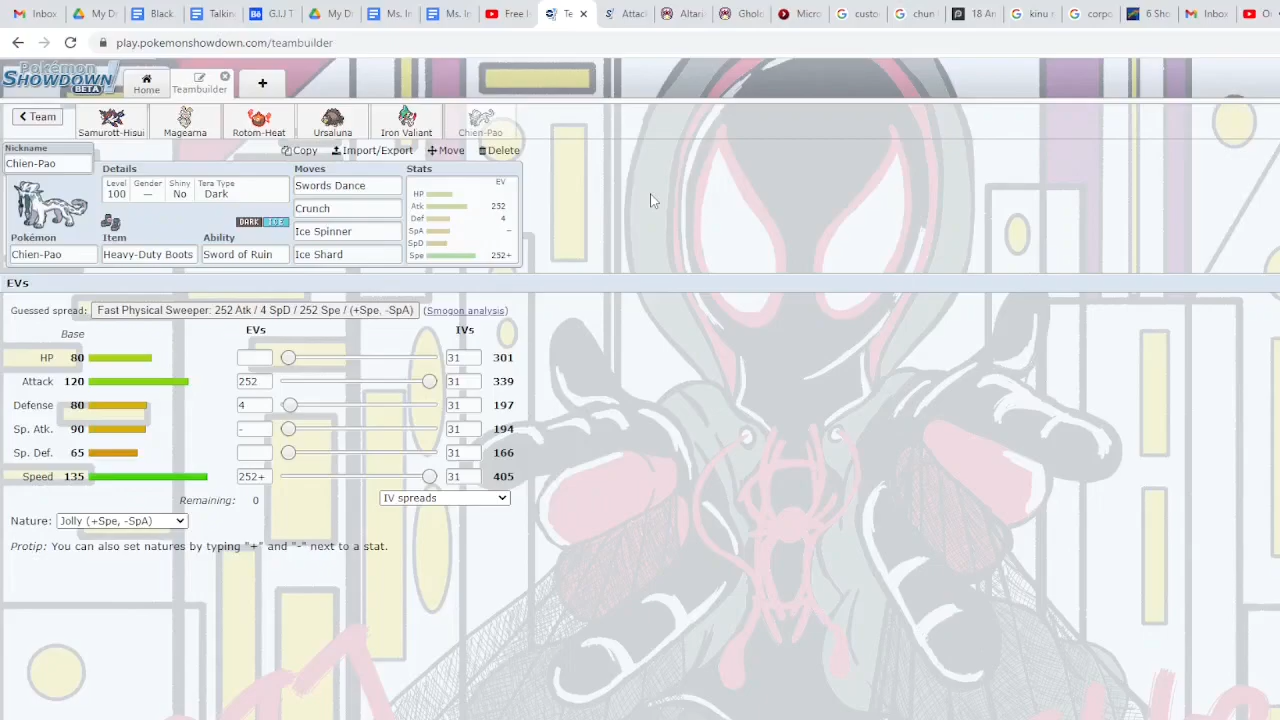 Inbox My Dr Black. Talkin G.I.J T My Dr Ms. In Ms. In Free I Te Attack Altari Ghold Micro custo chun 18 An kinu s corpo 6 Sho Inbox On
play.pokemonshowdown.com/teambuilder
Pokémon
SHOWDOWN!
BETA
Home
Teambuilder
+
Team
Samurott-Hisui
Magearna
Rotom-Heat
Ursaluna
Iron Valiant
Chien-Pao
Nickname
Chien-Pao
Copy Import/Export Move Delete
Details
Level Gender Shiny Tera Type
100 — No Dark
DARK ICE
Pokémon Item Ability
Chien-Pao Heavy-Duty Boots Sword of Ruin
Moves
Swords Dance
Crunch
Ice Spinner
Ice Shard
Stats
EV
HP
Atk 252
Def 4
SpA –
SpD
Spe 252+
EVs
Guessed spread: Fast Physical Sweeper: 252 Atk / 4 SpD / 252 Spe / (+Spe, -SpA) (Smogon analysis)
Base EVs IVs
HP 80 31 301
Attack 120 252 31 339
Defense 80 4 31 197
Sp. Atk. 90 - 31 194
Sp. Def. 65 31 166
Speed 135 252+ 31 405
Remaining: 0 IV spreads
Nature: Jolly (+Spe, -SpA)
Protip: You can also set natures by typing "+" and "-" next to a stat.